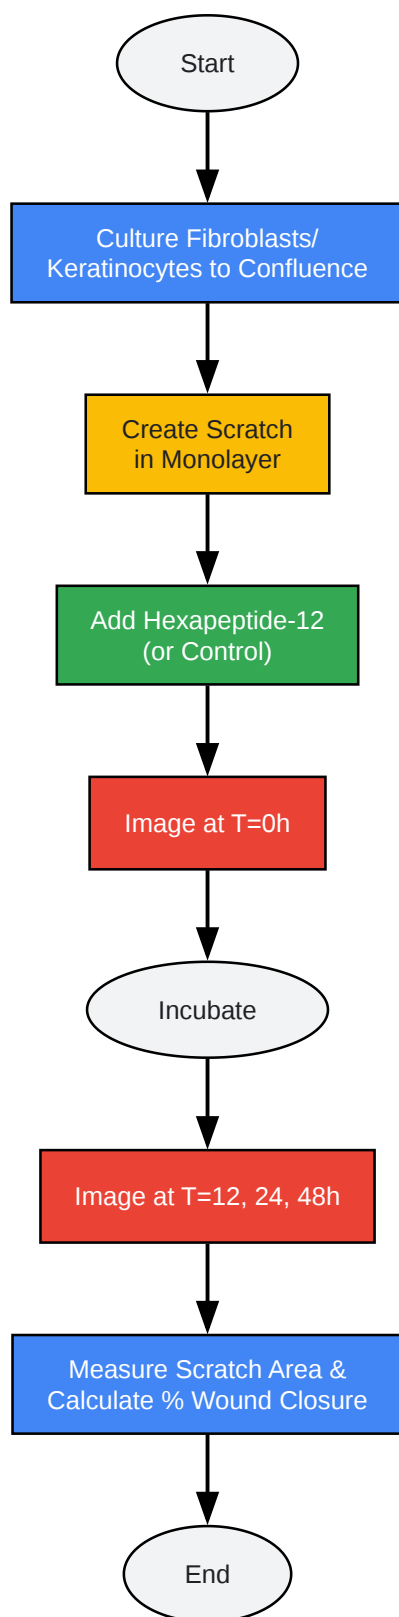 Start
Culture Fibroblasts/
Keratinocytes to Confluence
Create Scratch
in Monolayer
Add Hexapeptide-12
(or Control)
Image at T=0h
Incubate
Image at T=12, 24, 48h
Measure Scratch Area &
Calculate % Wound Closure
End